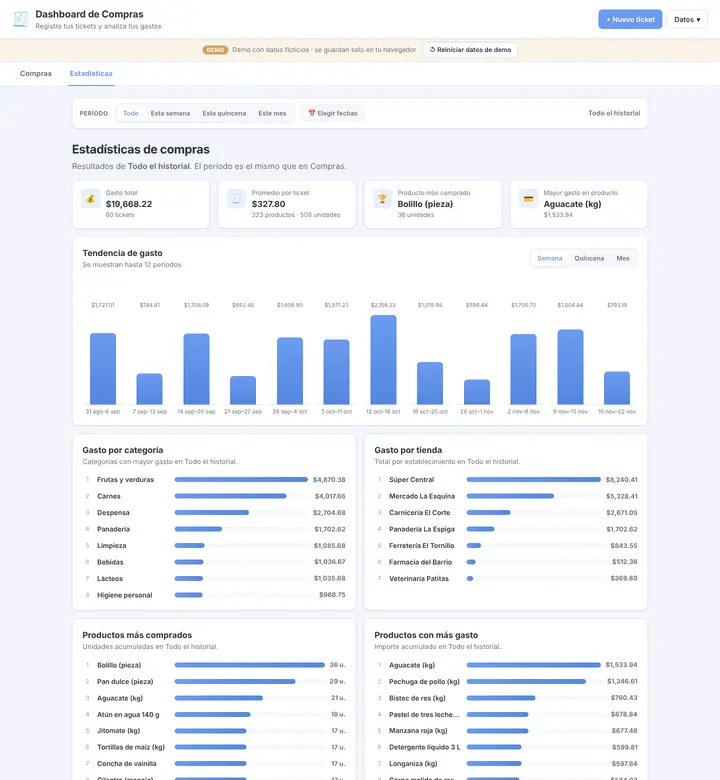 Dashboard de Compras
Registra tus tickets y analiza tus gastos
+ Nuevo ticket
Datos ▾
DEMO Demo con datos ficticios · se guardan solo en tu navegador
↻ Reiniciar datos de demo
Compras
Estadísticas
PERÍODO
Todo
Esta semana
Esta quincena
Este mes
Elegir fechas
Todo el historial
Estadísticas de compras
Resultados de Todo el historial. El período es el mismo que en Compras.
Gasto total
$19,668.22
60 tickets
Promedio por ticket
$327.80
323 productos · 508 unidades
Producto más comprado
Bolillo (pieza)
36 unidades
Mayor gasto en producto
Aguacate (kg)
$1,533.94
Tendencia de gasto
Se muestran hasta 12 períodos.
Semana
Quincena
Mes
$1,727.01
$744.81
$1,708.09
$692.48
$1,609.90
$1,571.23
$1,019.98
$599.44
$1,700.70
$1,804.84
$793.19
31 ago–6 sep
7 sep–13 sep
14 sep–20 sep
21 sep–27 sep
28 sep–4 oct
5 oct–11 oct
12 oct–18 oct
19 oct–25 oct
26 oct–1 nov
2 nov–8 nov
9 nov–15 nov
16 nov–22 nov
Gasto por categoría
Categorías con mayor gasto en Todo el historial.
1 Frutas y verduras $4,870.38
2 Carnes $4,017.66
3 Despensa $2,704.68
4 Panadería $1,702.62
5 Limpieza $1,085.68
6 Bebidas $1,036.67
7 Lácteos $1,035.68
8 Higiene personal $968.75
Gasto por tienda
Total por establecimiento en Todo el historial.
1 Súper Central $8,240.41
2 Mercado La Esquina $5,328.41
3 Carnicería El Corte $2,671.05
4 Panadería La Espiga $1,702.62
5 Ferretería El Tornillo $843.55
6 Farmacia del Barrio $512.38
7 Veterinaria Patitas $369.80
Productos más comprados
Unidades acumuladas en Todo el historial.
1 Bolillo (pieza) 36 u.
2 Pan dulce (pieza) 29 u.
3 Aguacate (kg) 21 u.
4 Atún en agua 140 g 18 u.
5 Jitomate (kg) 17 u.
6 Tortillas de maíz (kg) 17 u.
7 Concha de vainilla 17 u.
Productos con más gasto
Importe acumulado en Todo el historial.
1 Aguacate (kg) $1,533.94
2 Pechuga de pollo (kg) $1,346.61
3 Bistec de res (kg) $760.43
4 Pastel de tres leche... $678.84
5 Manzana roja (kg) $677.46
6 Detergente líquido 3 L $599.81
7 Longaniza (kg) $597.84